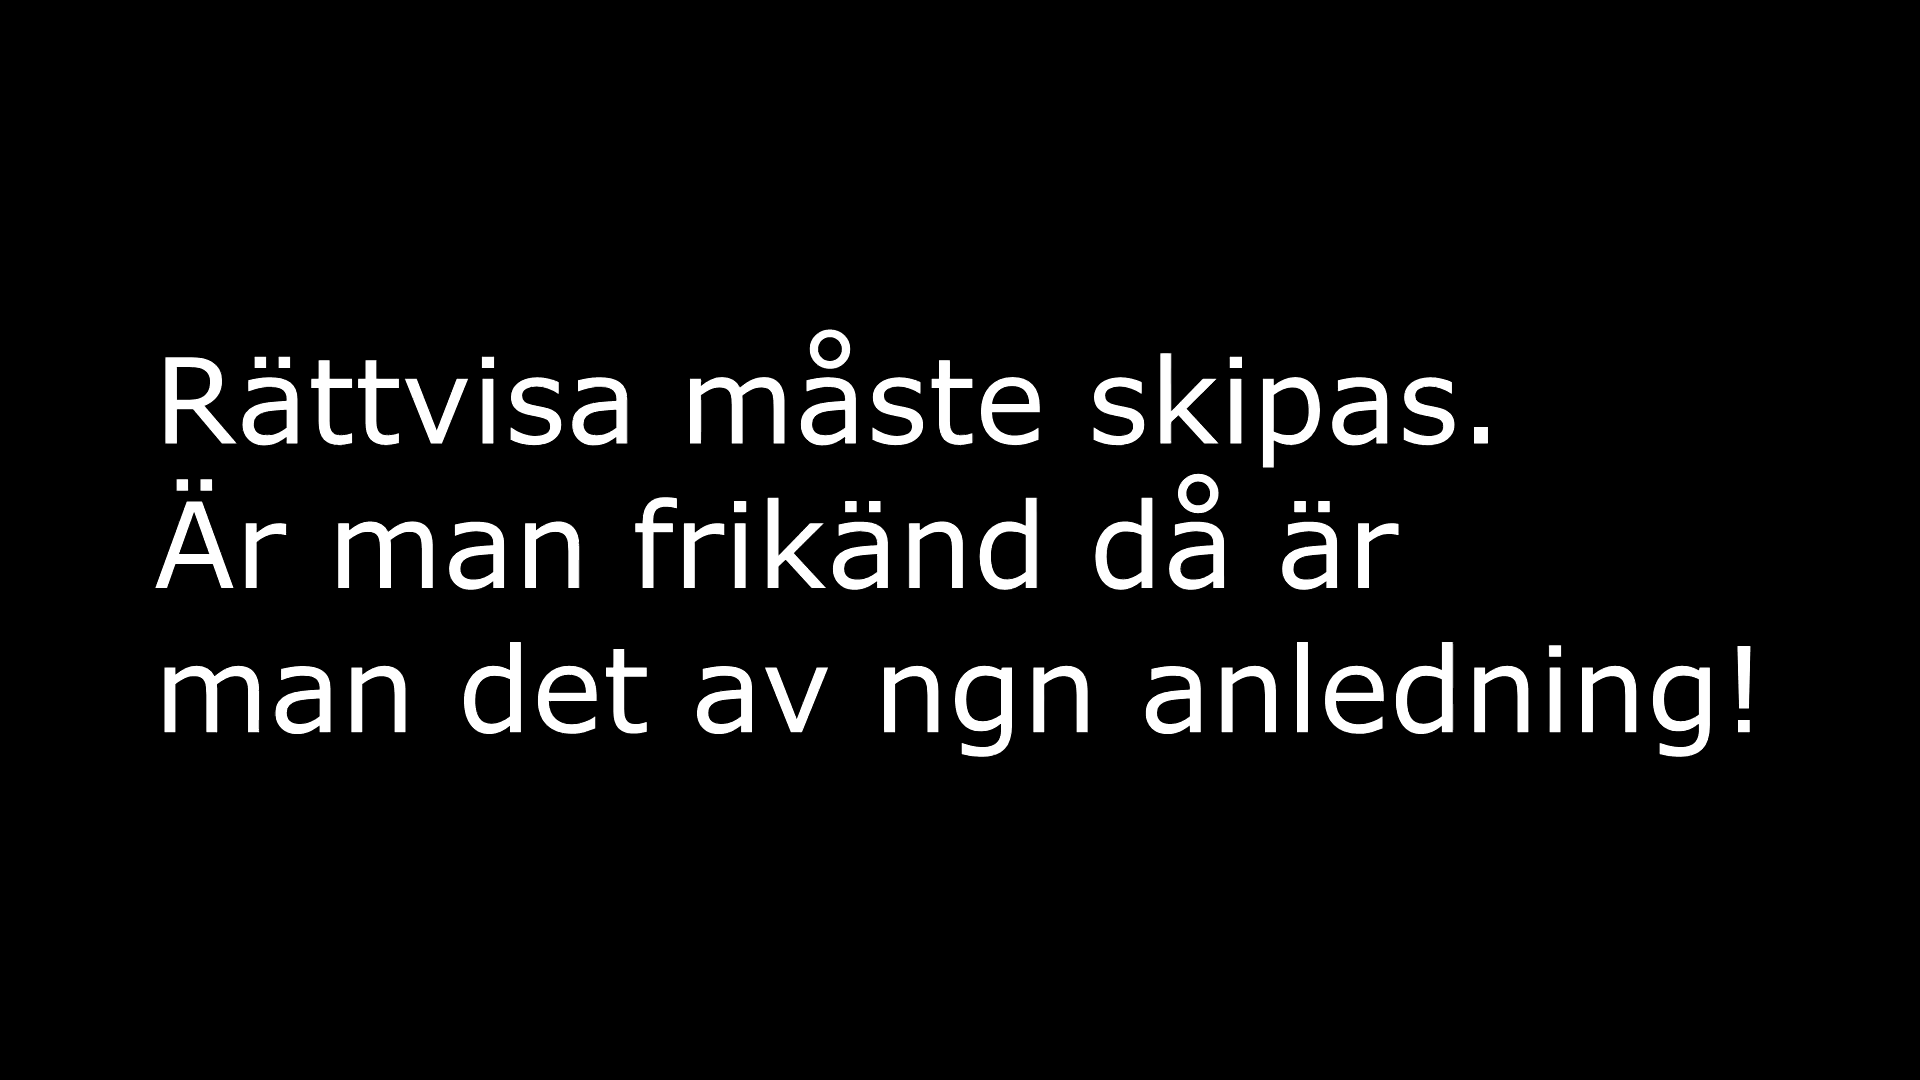 Rättvisa måste skipas.
Är man frikänd då är
man det av ngn anledning!